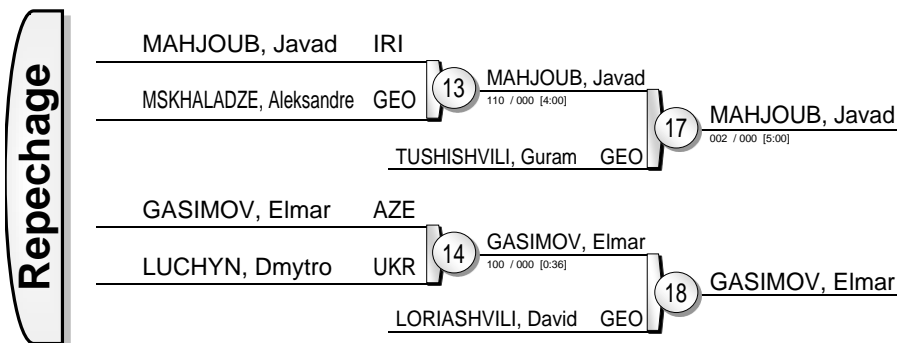 Repechage
MAHJOUB, Javad IRI
MSKHALADZE, Aleksandre GEO
13
MAHJOUB, Javad
110 / 000 [4:00]
TUSHISHVILI, Guram GEO
17
MAHJOUB, Javad
002 / 000 [5:00]
GASIMOV, Elmar AZE
LUCHYN, Dmytro UKR
14
GASIMOV, Elmar
100 / 000 [0:36]
LORIASHVILI, David GEO
18
GASIMOV, Elmar